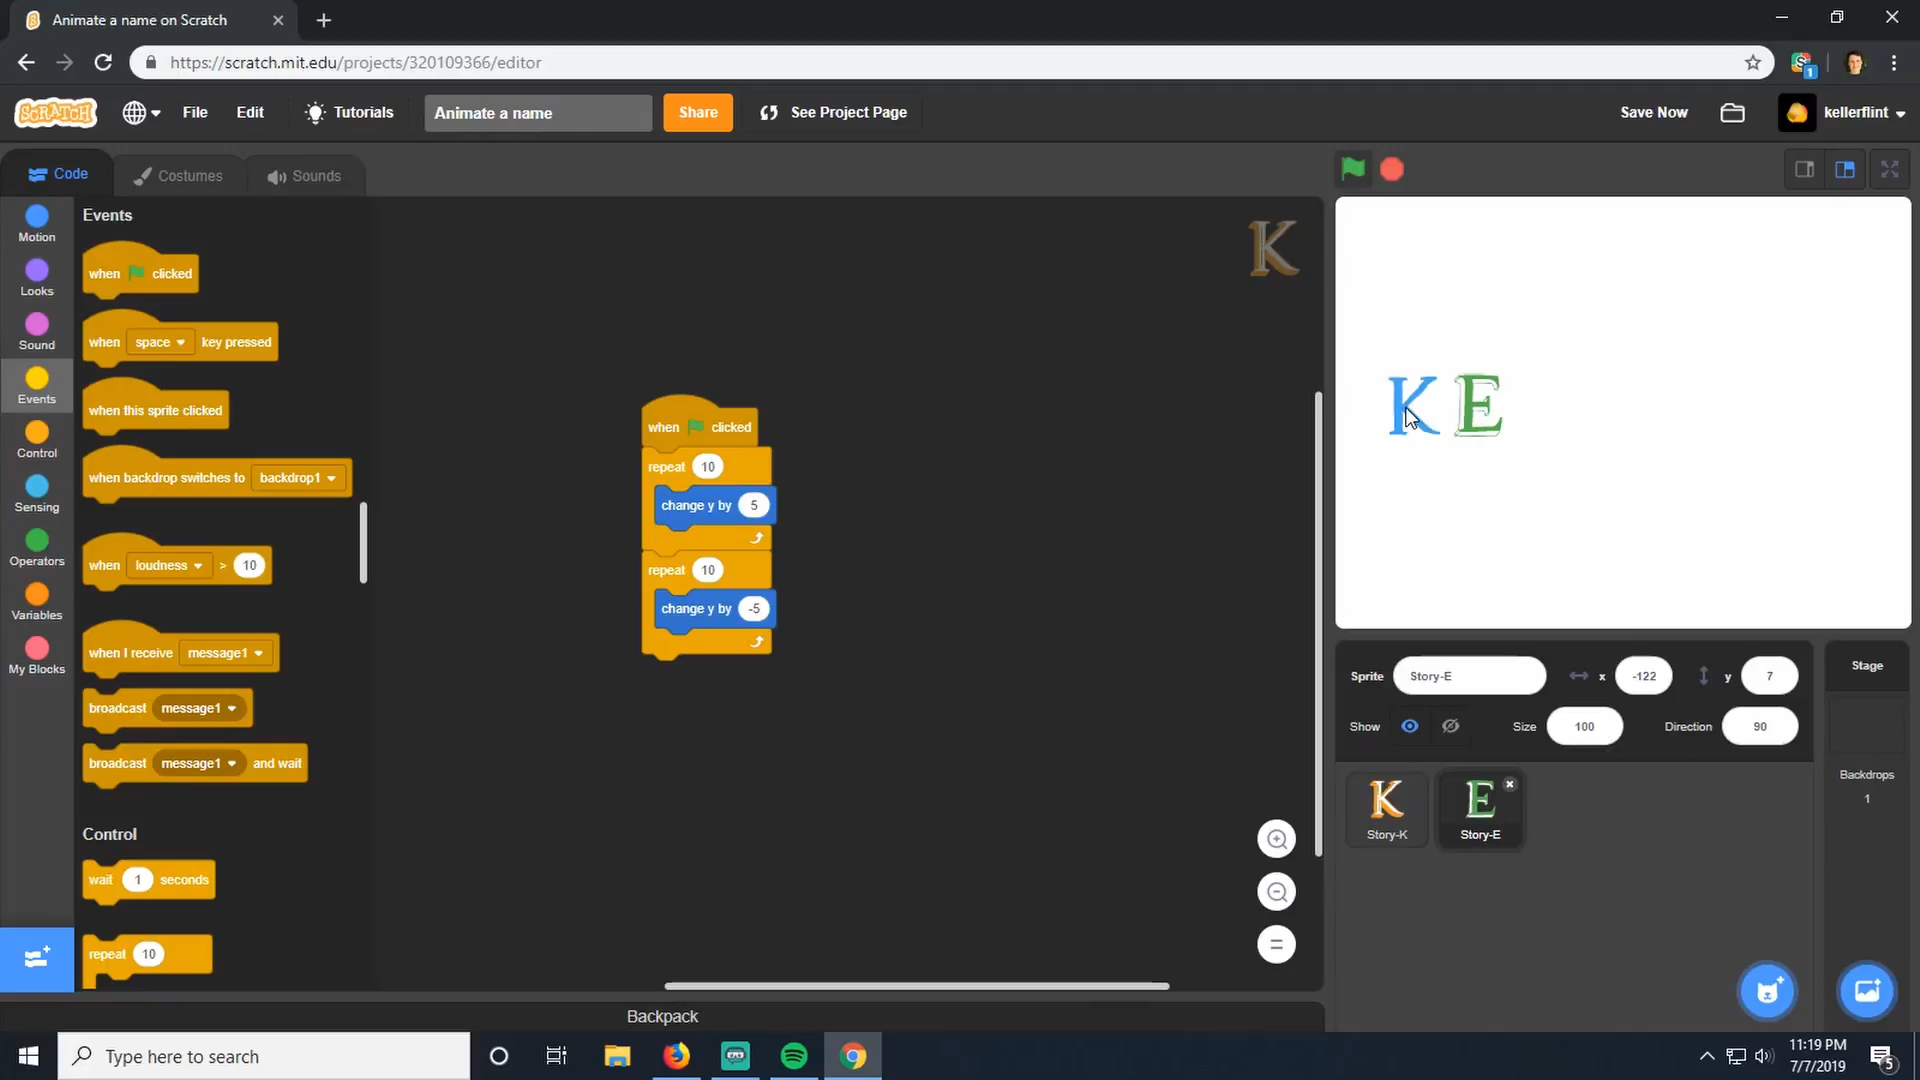 Animate a name on Scratch
https://scratch.mit.edu/projects/320109366/editor
1
SCRATCH
File
Edit
Tutorials
Animate a name
Share
See Project Page
Save Now
kellerflint
Code
Costumes
Sounds
Motion
Looks
Sound
Events
Control
Sensing
Operators
Variables
My Blocks
Events
when clicked
when space key pressed
when this sprite clicked
when backdrop switches to backdrop1
when loudness > 10
when I receive message1
broadcast message1
broadcast message1 and wait
Control
wait 1 seconds
repeat 10
K
when clicked
repeat 10
change y by 5
repeat 10
change y by -5
K E
Sprite Story-E x -122 y 7
Show Size 100 Direction 90
K
Story-K
E
Story-E
Stage
Backdrops
1
Backpack
Type here to search
11:19 PM
7/7/2019
5